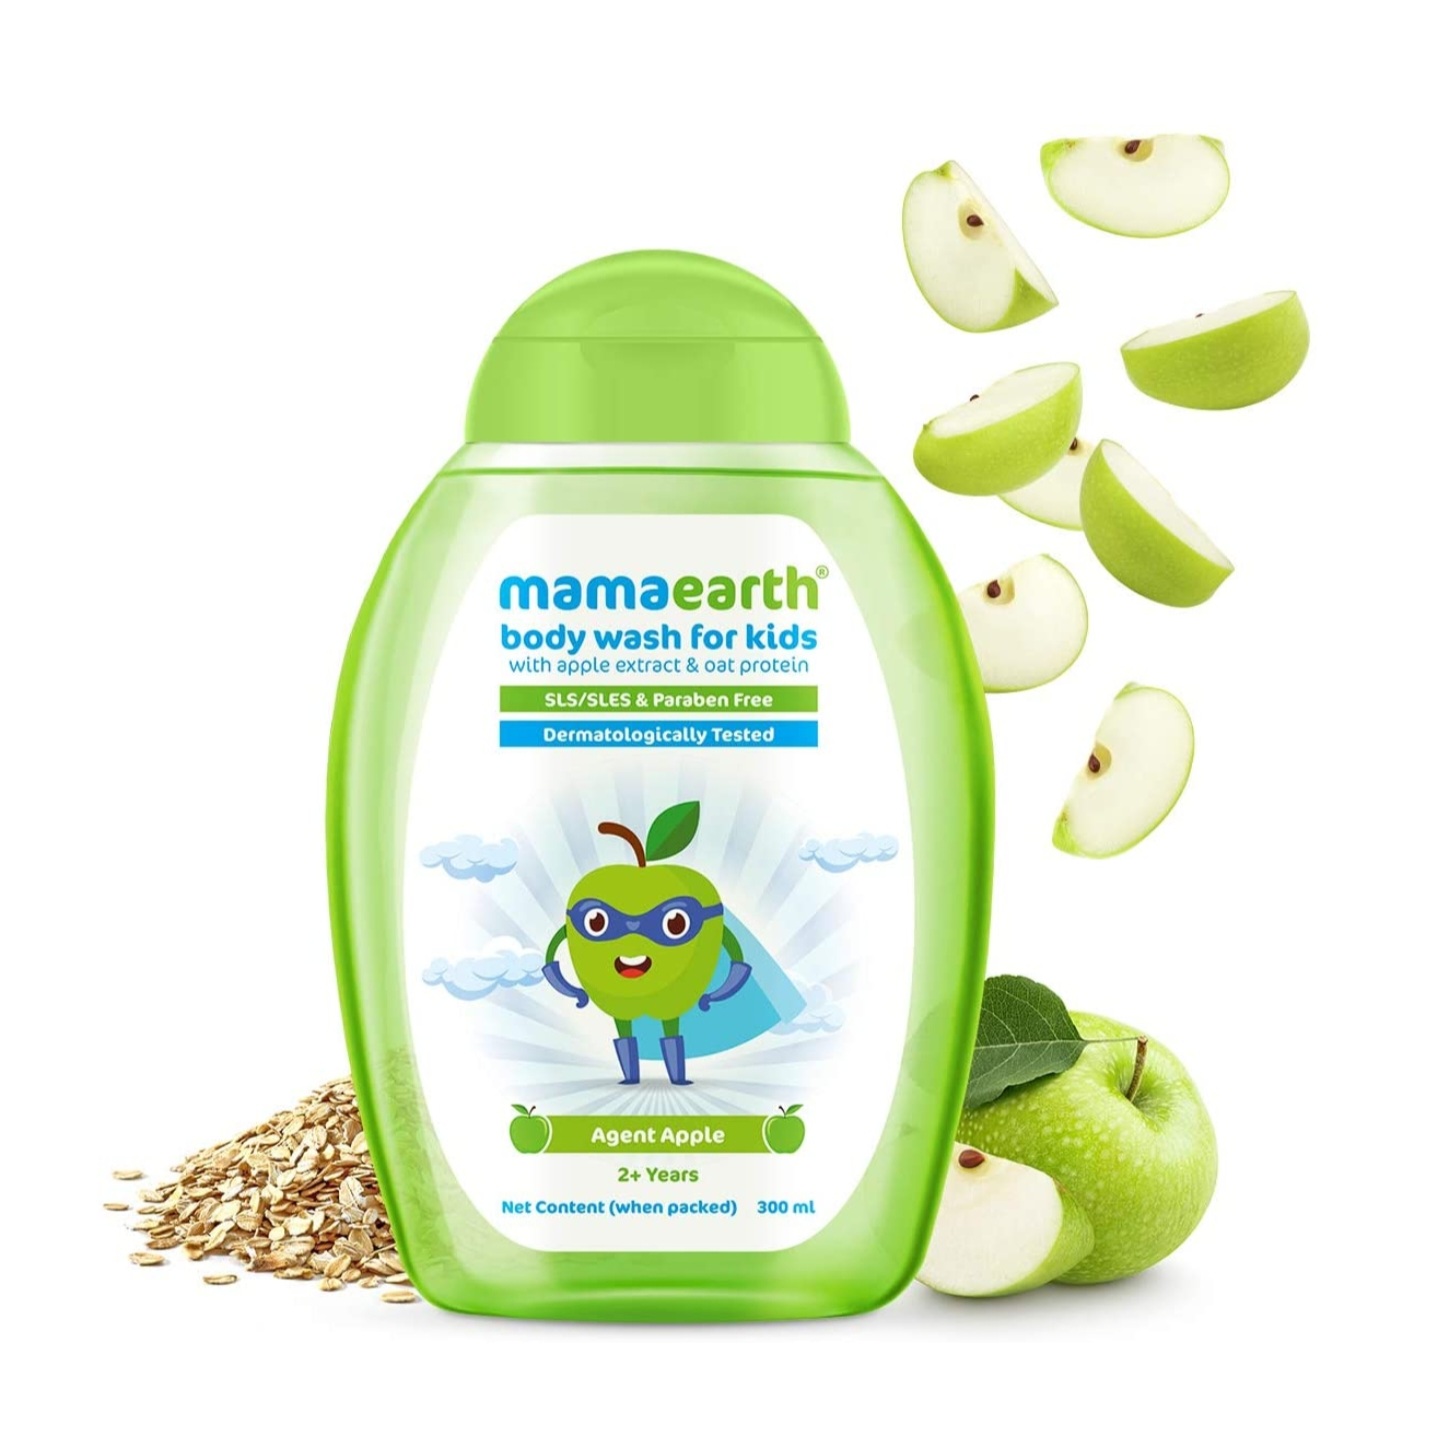 mamaearth®
body wash for kids
with apple extract & oat protein
SLS/SLES & Paraben Free
Dermatologically Tested
Agent Apple
2+ Years
Net Content (when packed) 300 ml